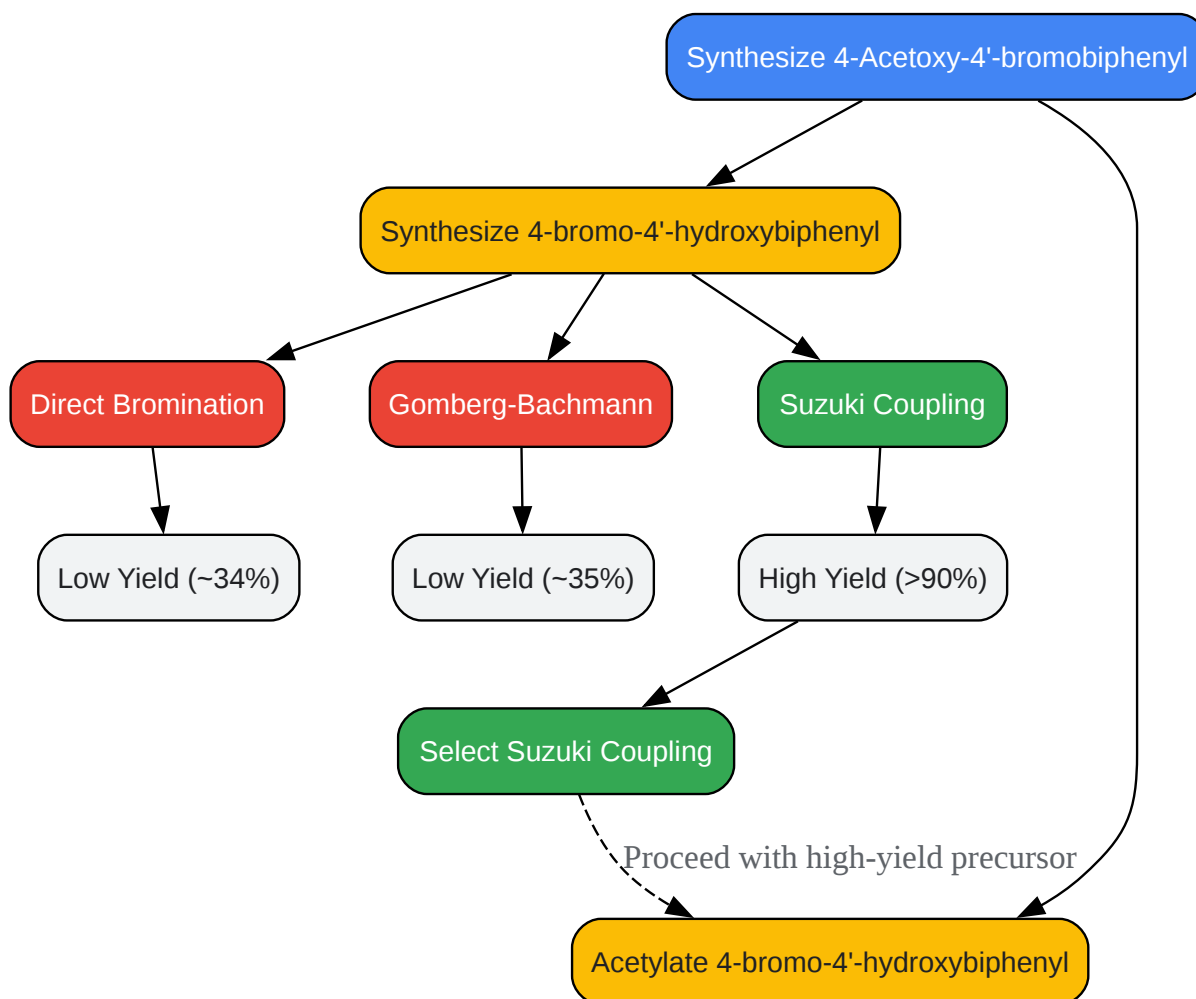 Synthesize 4-Acetoxy-4'-bromobiphenyl
Synthesize 4-bromo-4'-hydroxybiphenyl
Direct Bromination
Gomberg-Bachmann
Suzuki Coupling
Low Yield (~34%)
Low Yield (~35%)
High Yield (>90%)
Select Suzuki Coupling
Proceed with high-yield precursor
Acetylate 4-bromo-4'-hydroxybiphenyl